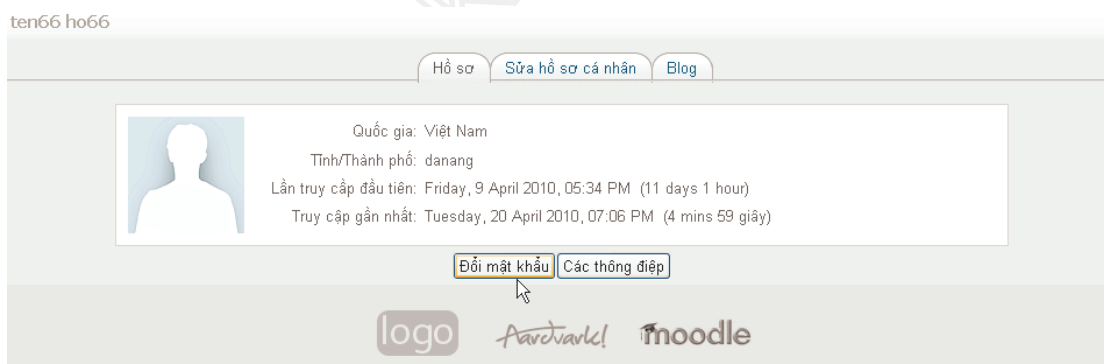 ten66 ho66
Hồ sơ Sửa hồ sơ cá nhân Blog
Quốc gia: Việt Nam
Tỉnh/Thành phố: danang
Lần truy cập đầu tiên: Friday, 9 April 2010, 05:34 PM (11 days 1 hour)
Truy cập gần nhất: Tuesday, 20 April 2010, 07:06 PM (4 mins 59 giây)
Đổi mật khẩu Các thông điệp
logo Aardvark! moodle